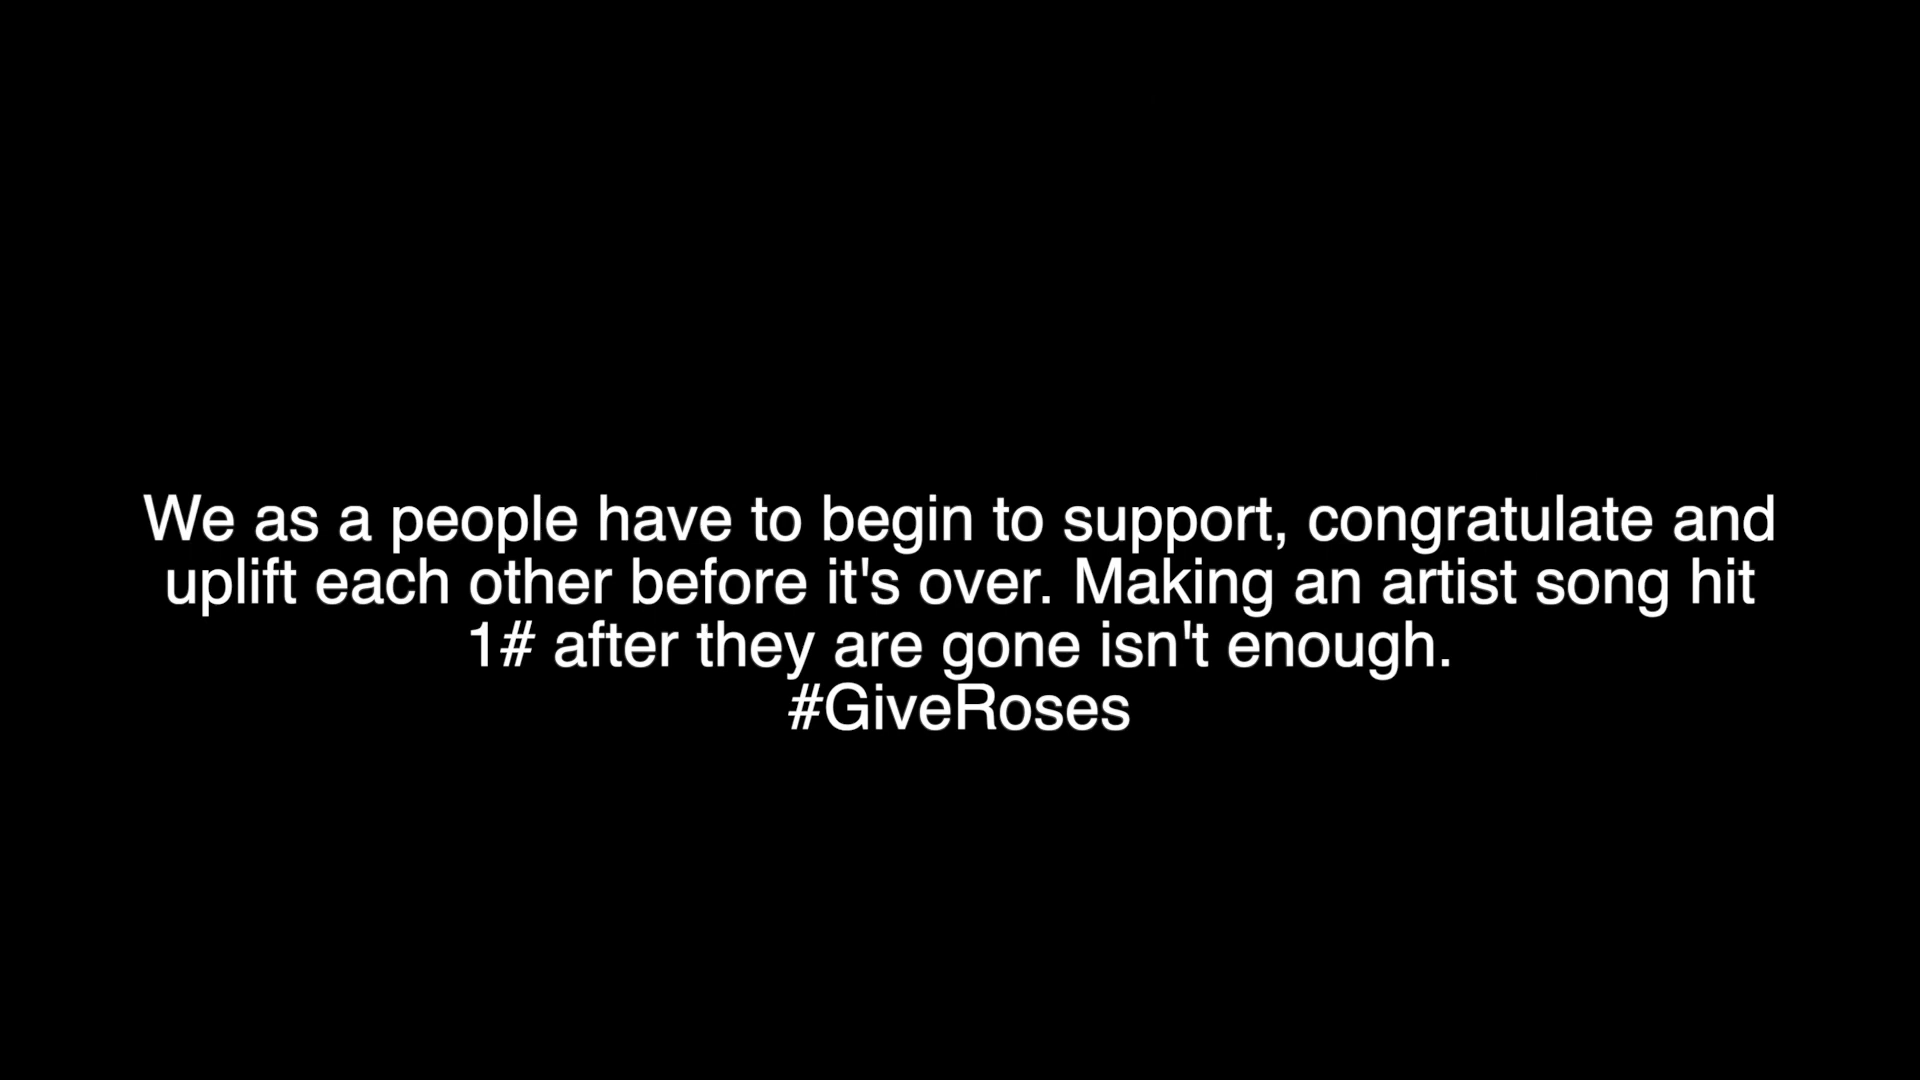 We as a people have to begin to support, congratulate and
uplift each other before it's over. Making an artist song hit
1# after they are gone isn't enough.
#GiveRoses